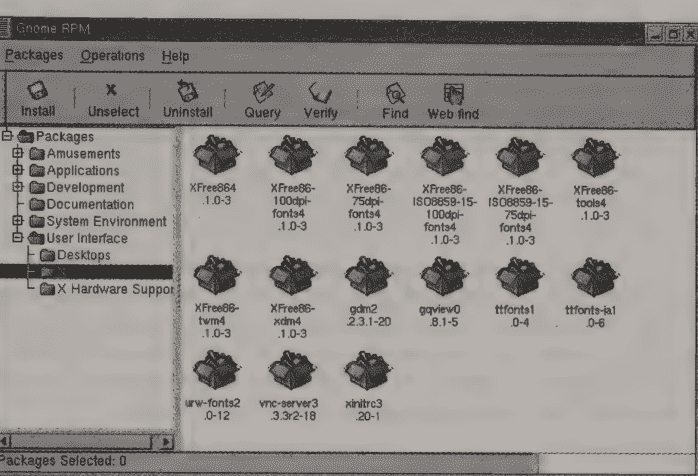 Gnome RPM
Packages Operations Help
Install Unselect Uninstall Query Verify Find Web find
Packages
Amusements
Applications
Development
Documentation
System Environment
User Interface
Desktops
X Hardware Suppor
XFree864
.1.0-3
XFree86-
100dpi-
fonts4
.1.0-3
XFree86-
75dpi-
fonts4
.1.0-3
XFree86-
ISO8859-15-
100dpi-
fonts4
.1.0-3
XFree86-
ISO8859-15-
75dpi-
fonts4
.1.0-3
XFree86-
tools4
.1.0-3
XFree86-
twm4
.1.0-3
XFree86-
xdm4
.1.0-3
gdm2
.2.3.1-20
gqview0
.8.1-5
ttfonts1
.0-4
ttfonts-ja1
.0-6
urw-fonts2
.0-12
vnc-server3
.3.3r2-18
xinitrc3
.20-1
Packages Selected: 0